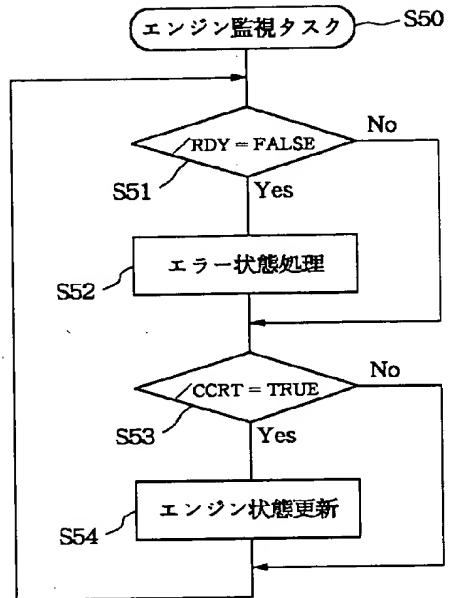 エンジン監視タスク
S50
/RDY = FALSE
No
S51
Yes
エラー状態処理
S52
/CCRT = TRUE
No
S53
Yes
エンジン状態更新
S54